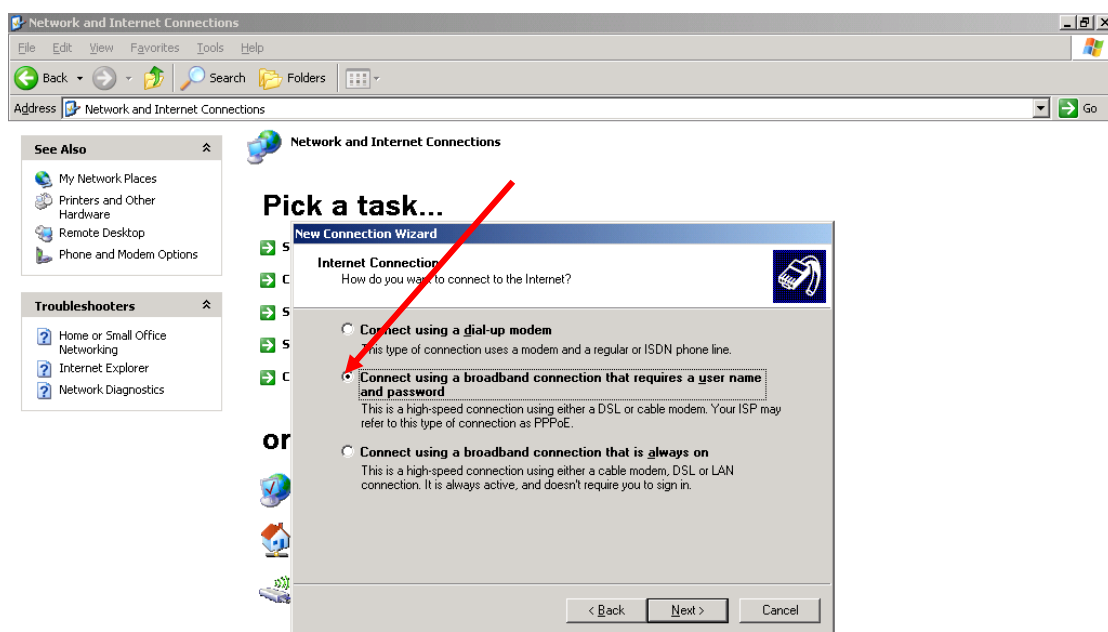 Network and Internet Connections
File Edit View Favorites Tools Help
Back Search Folders
Address Network and Internet Connections Go
See Also
My Network Places
Printers and Other
Hardware
Remote Desktop
Phone and Modem Options
Troubleshooters
Home or Small Office
Networking
Internet Explorer
Network Diagnostics
Network and Internet Connections
Pick a task...
S
C
S
S
C
or
New Connection Wizard
Internet Connection
How do you want to connect to the Internet?
Connect using a dial-up modem
This type of connection uses a modem and a regular or ISDN phone line.
Connect using a broadband connection that requires a user name
and password
This is a high-speed connection using either a DSL or cable modem. Your ISP may
refer to this type of connection as PPPoE.
Connect using a broadband connection that is always on
This is a high-speed connection using either a cable modem, DSL or LAN
connection. It is always active, and doesn't require you to sign in.
< Back Next > Cancel